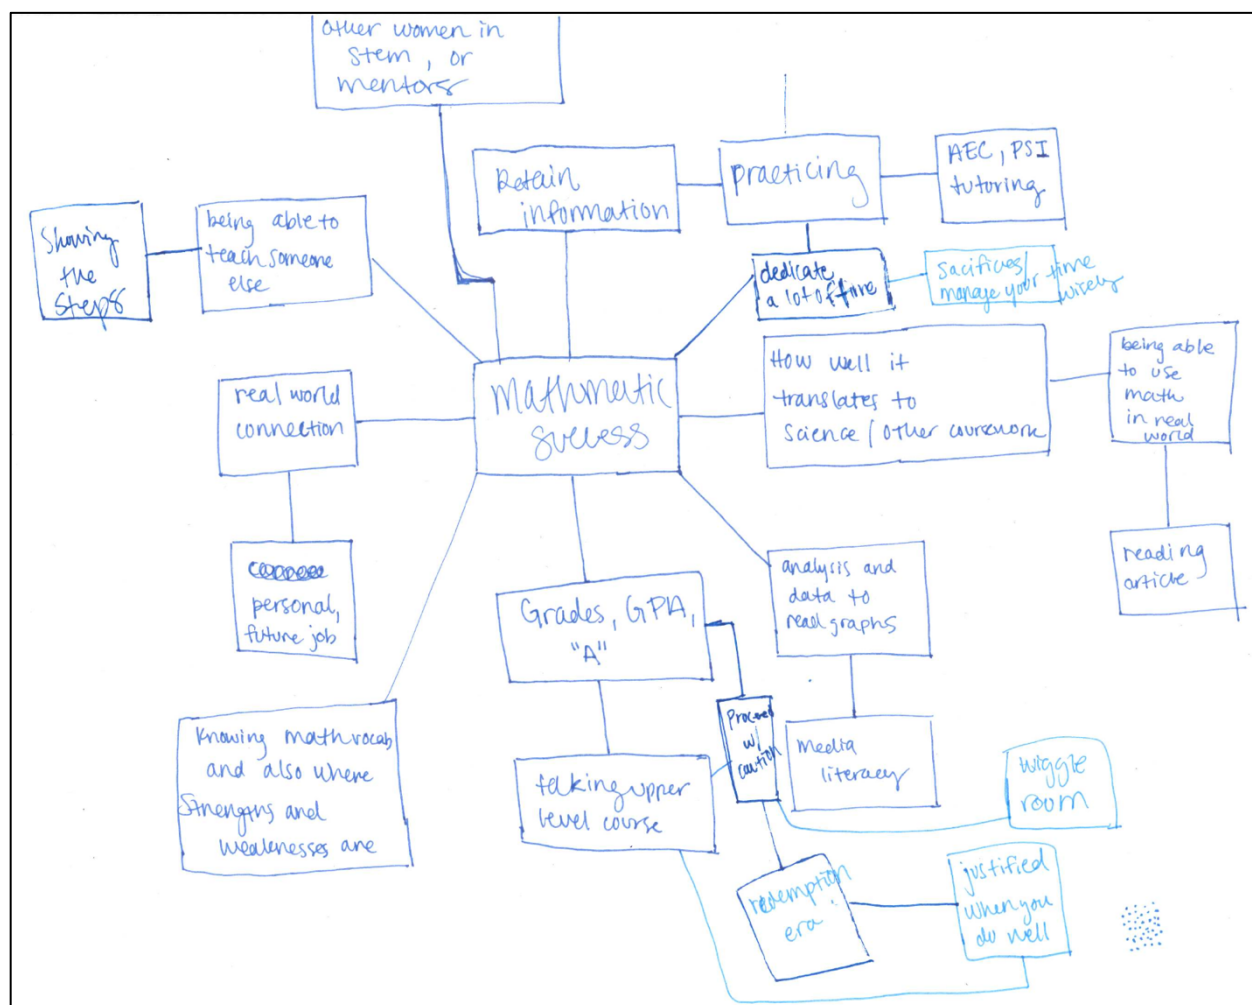 other women in
stem, or
mentors
Retain
information
practicing
AEC, PSI
tutoring
Showing
the
Steps
being able to
teach someone
else
dedicate
a lot of time
sacifices/
manage your time
wisely
mathmatic
success
How well it
translates to
science/other coursework
being able
to use
math
in real
world
real world
connection
reading
article
personal,
future job
Grades, GPA,
"A"
analysis and
data to
read graphs
Knowing math vocab
and also where
Strengths and
weaknesses are
taking upper
level course
Proceed
w/
caution
media
literacy
wiggle
room
redemption
era
justified
when you
do well